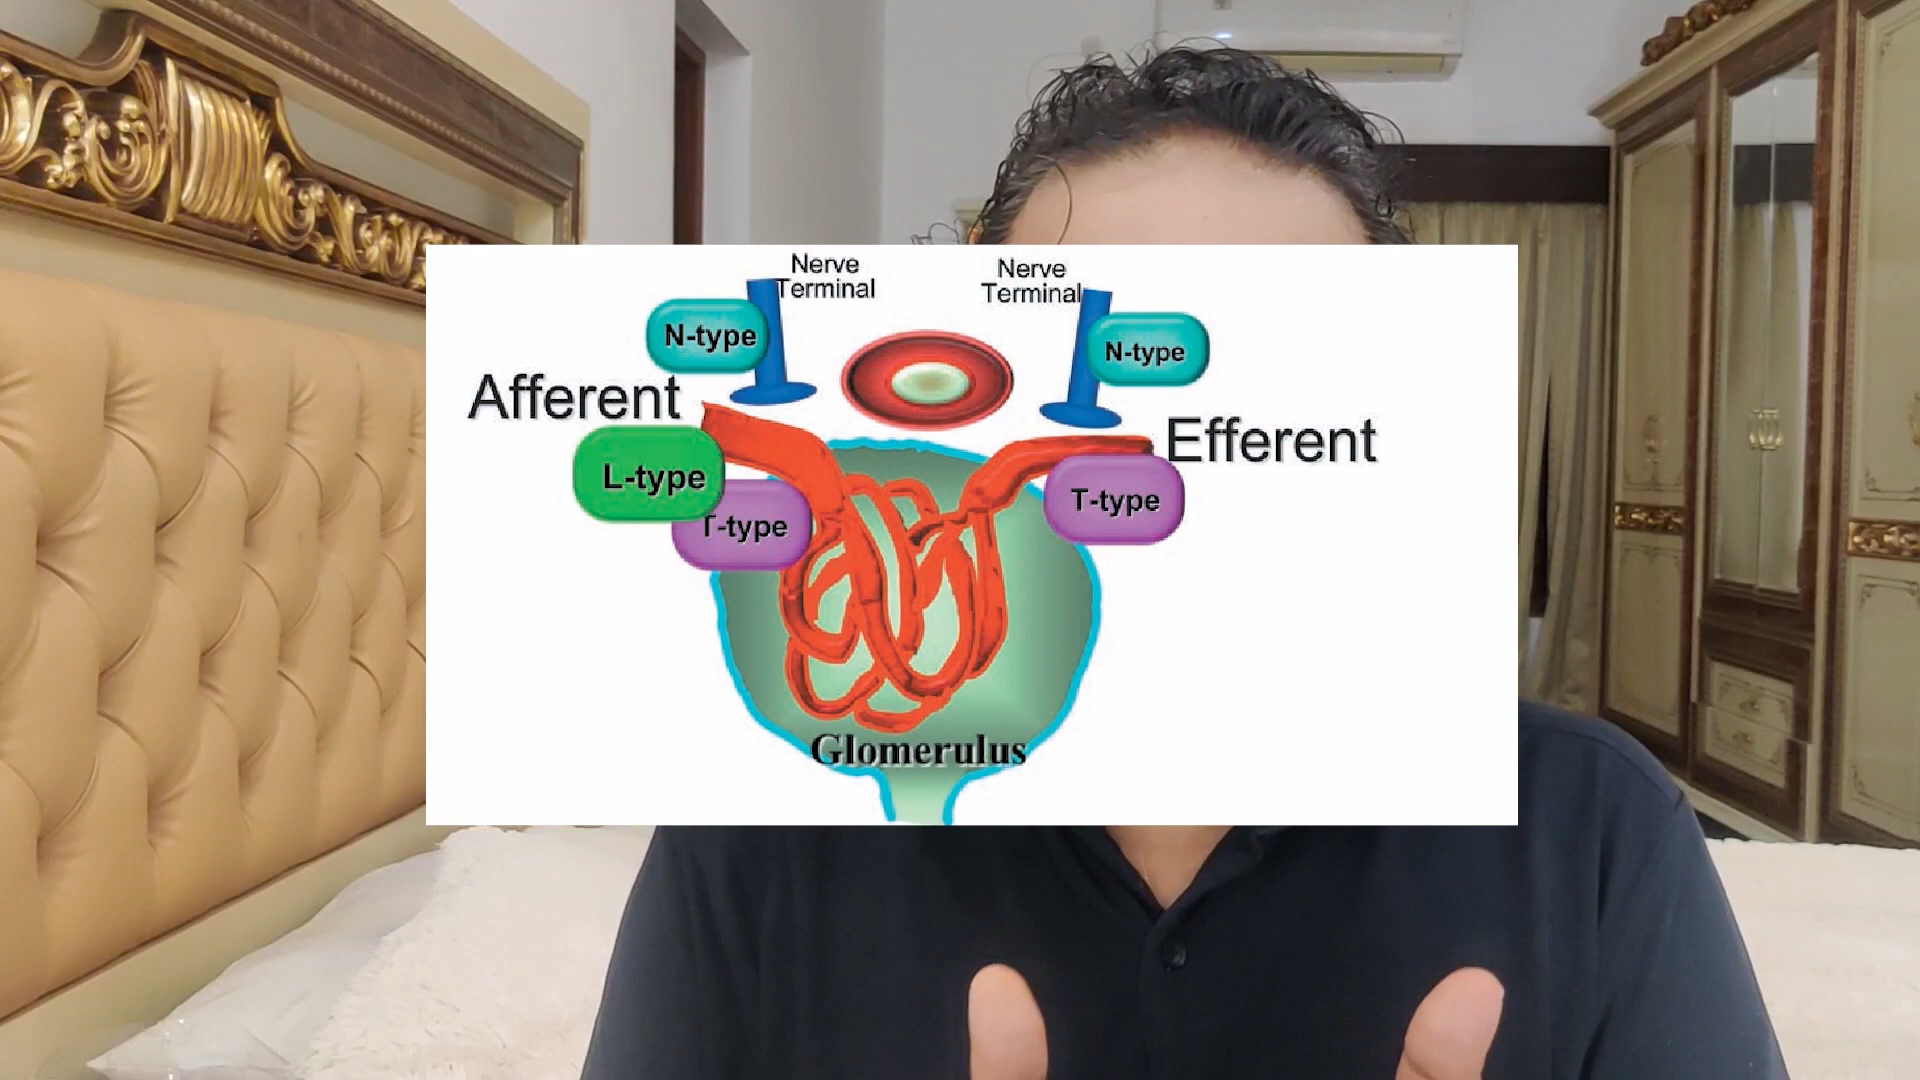 Nerve
Terminal
Nerve
Terminal
N-type
N-type
Afferent
Efferent
L-type
T-type
T-type
Glomerulus